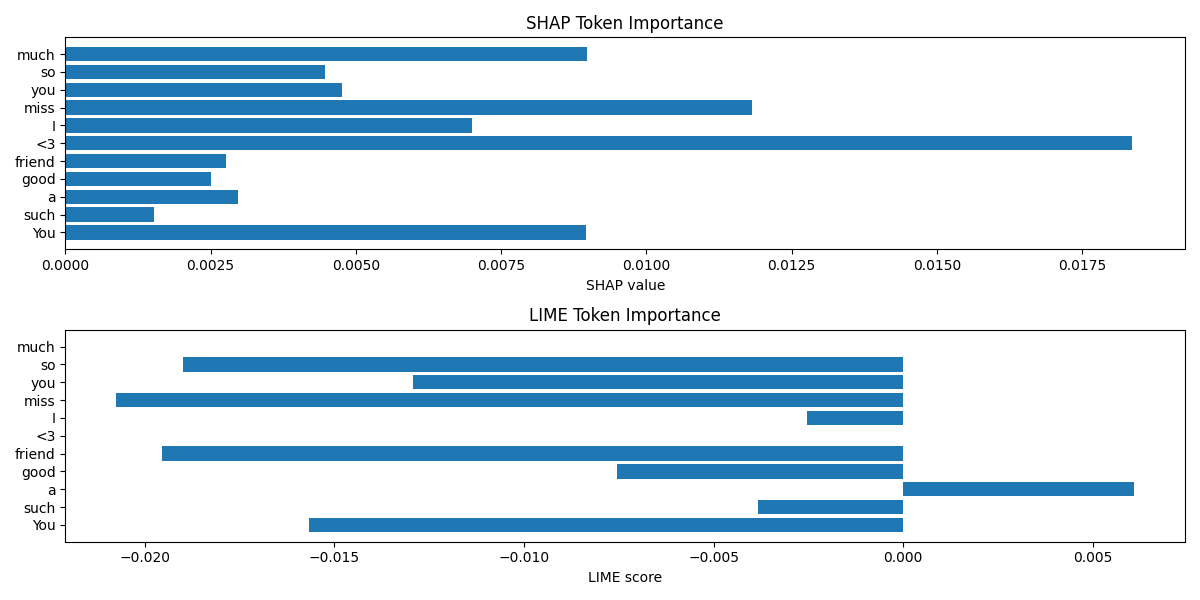 SHAP Token Importance
much
so
you
miss
I
<3
friend
good
a
such
You
0.0000 0.0025 0.0050 0.0075 0.0100 0.0125 0.0150 0.0175
SHAP value
LIME Token Importance
much
so
you
miss
I
<3
friend
good
a
such
You
−0.020 −0.015 −0.010 −0.005 0.000 0.005
LIME score